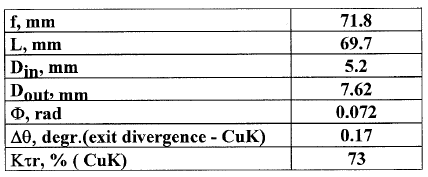 f, mm 71.8
L, mm 69.7
Din, mm 5.2
Dout, mm 7.62
Φ, rad 0.072
Δθ, degr.(exit divergence - CuK) 0.17
Kτr, % ( CuK) 73